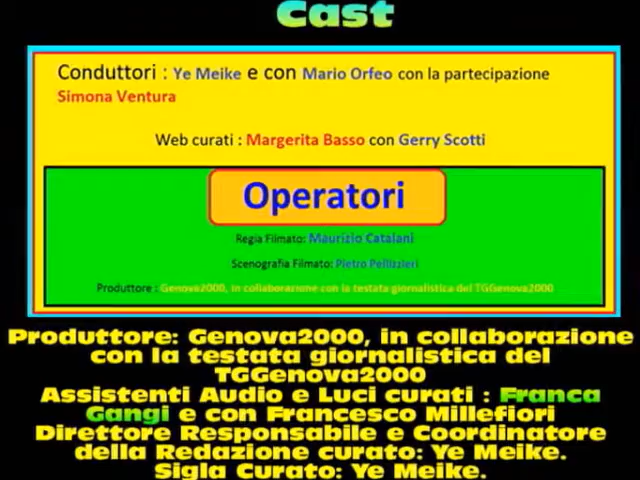 Cast
Conduttori : Ye Meike e con Mario Orfeo con la partecipazione
Simona Ventura
Web curati : Margerita Basso con Gerry Scotti
Operatori
Regia Filmato: Maurizio Catalani
Scenografia Filmato: Pietro Pellizzieri
Produttore : Genova2000, in collaborazione con la testata giornalistica del TGGenova2000
Produttore: Genova2000, in collaborazione
con la testata giornalistica del
TGGenova2000
Assistenti Audio e Luci curati : Franca
Gangi e con Francesco Millefiori
Direttore Responsabile e Coordinatore
della Redazione curato: Ye Meike.
Sigla Curato: Ye Meike.